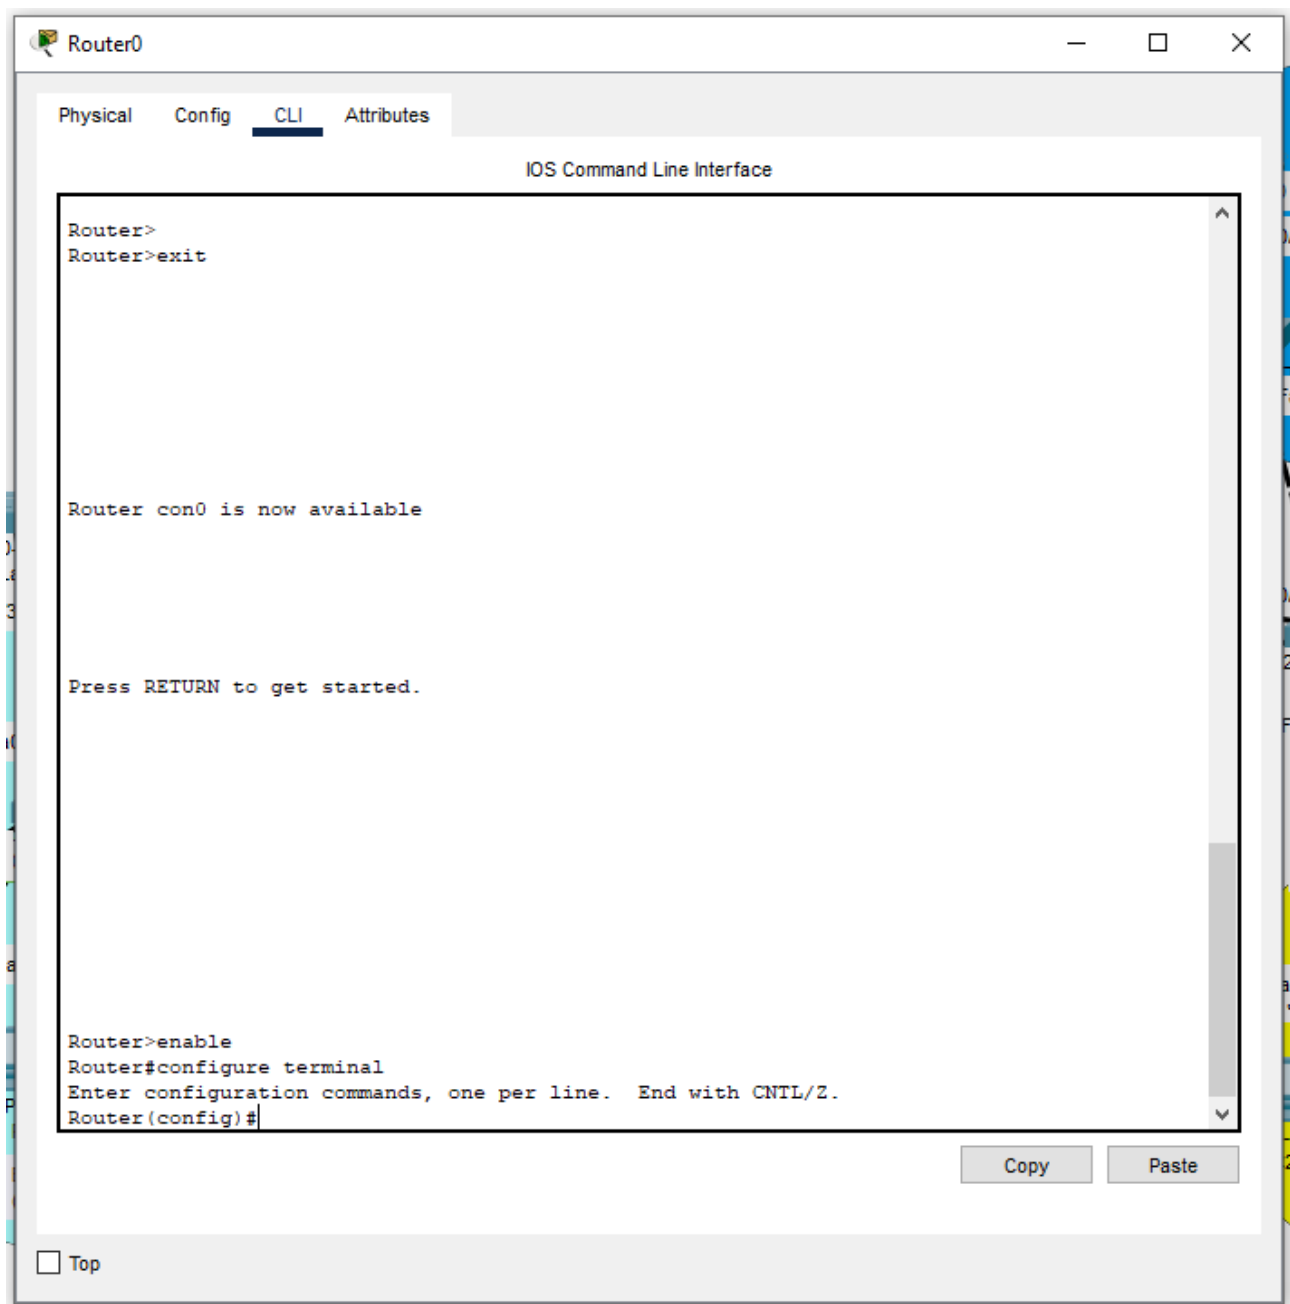 Router0
Physical Config CLI Attributes
IOS Command Line Interface
Router>
Router>exit
Router con0 is now available
Press RETURN to get started.
Router>enable
Router#configure terminal
Enter configuration commands, one per line.  End with CNTL/Z.
Router(config)#
Copy Paste
Top